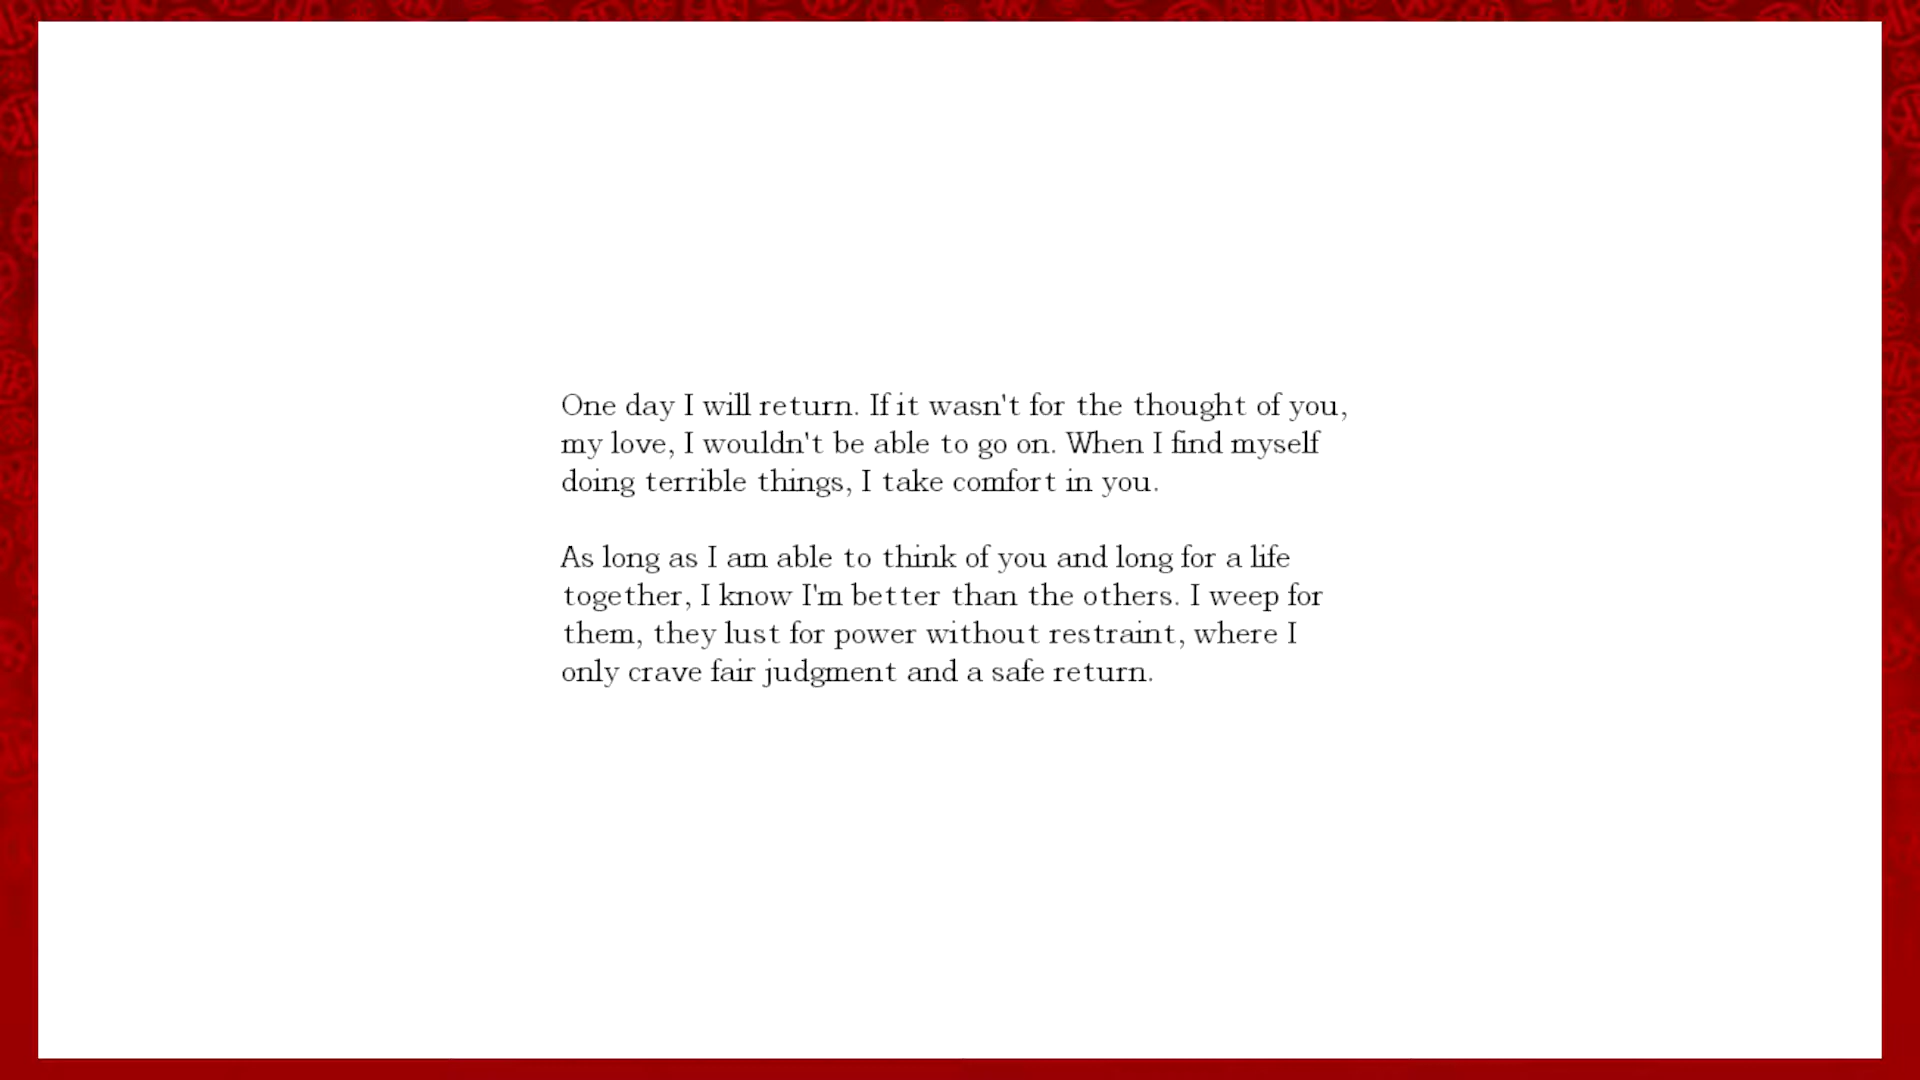 One day I will return. If it wasn't for the thought of you,
my love, I wouldn't be able to go on. When I find myself
doing terrible things, I take comfort in you.
As long as I am able to think of you and long for a life
together, I know I'm better than the others. I weep for
them, they lust for power without restraint, where I
only crave fair judgment and a safe return.